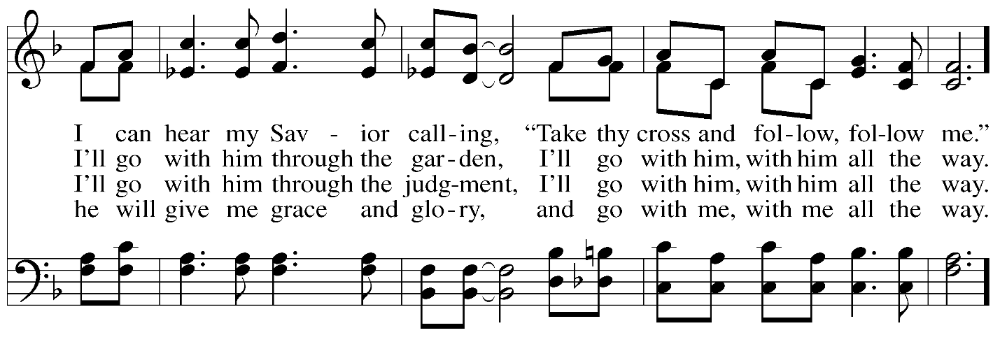 I can hear my Sav - ior call - ing, “Take thy cross and fol - low, fol - low me.”
I’ll go with him through the gar - den, I’ll go with him, with him all the way.
I’ll go with him through the judg - ment, I’ll go with him, with him all the way.
he will give me grace and glo - ry, and go with me, with me all the way.